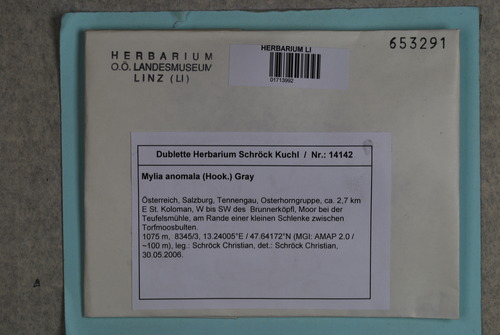 653291
HERBARIUM
O.Ö. LANDESMUSEUM
LINZ (LI)
HERBARIUM LI
01713992
Dublette Herbarium Schröck Kuchl / Nr.: 14142
Mylia anomala (Hook.) Gray
Österreich, Salzburg, Tennengau, Osterhorngruppe, ca. 2,7 km
E St. Koloman, W bis SW des Brunnerköpfl, Moor bei der
Teufelsmühle, am Rande einer kleinen Schlenke zwischen
Torfmoosbulten.
1075 m, 8345/3, 13.24005°E / 47.64172°N (MGI: AMAP 2.0 /
~100 m), leg.: Schröck Christian, det.: Schröck Christian,
30.05.2006.